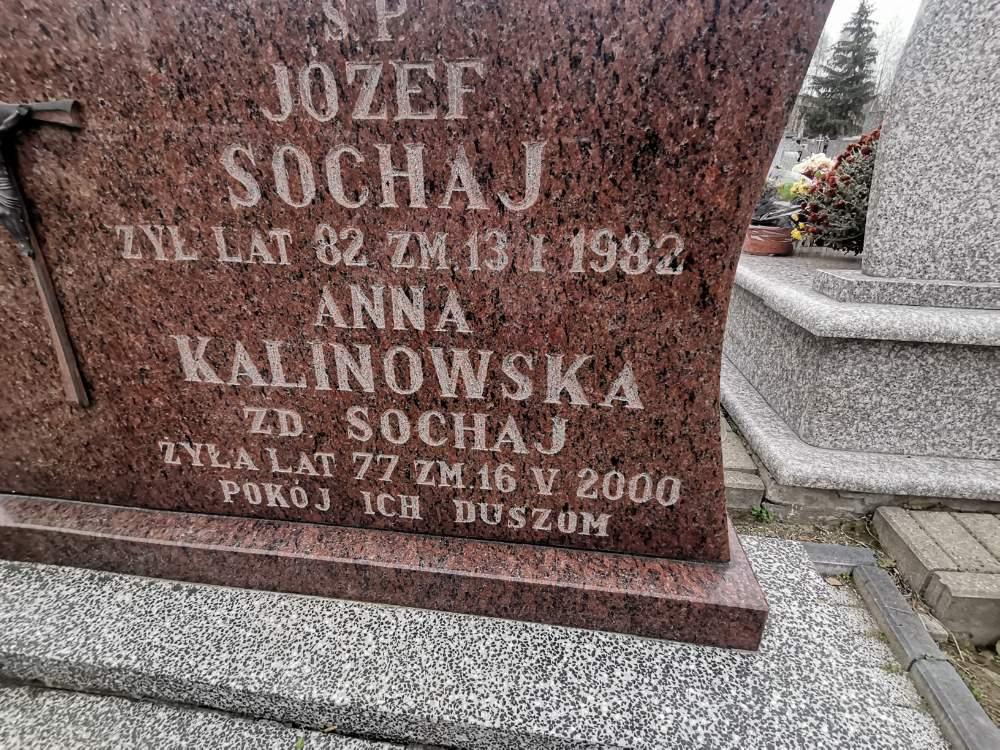 Ś P
JÓZEF
SOCHAJ
ŻYŁ LAT 82 ZM. 13 I 1982
ANNA
KALINOWSKA
ZD SOCHAJ
ŻYŁA LAT 77 ZM. 16 V 2000
POKÓJ ICH DUSZOM